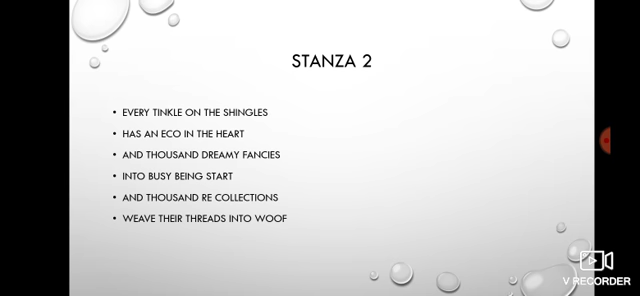 STANZA 2
• EVERY TINKLE ON THE SHINGLES
• HAS AN ECO IN THE HEART
• AND THOUSAND DREAMY FANCIES
• INTO BUSY BEING START
• AND THOUSAND RE COLLECTIONS
• WEAVE THEIR THREADS INTO WOOF
V RECORDER